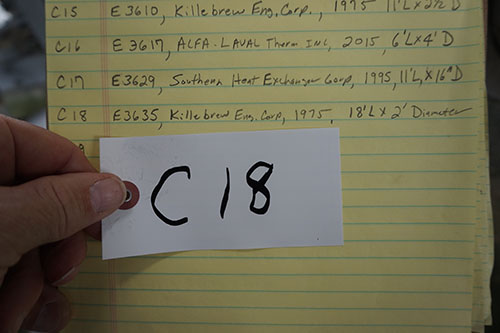 C15 E3610, Killebrew Eng. Corp., 1975 11'L x 2½ D
C16 E3617, ALFA-LAVAL Therm INC, 2015, 6'L x 4' D
C17 E3629, Southern Heat Exchanger Corp, 1995, 11'L x 16" D
C18 E3635, Killebrew Eng. Corp, 1975, 18'L x 2' Diameter
C 18